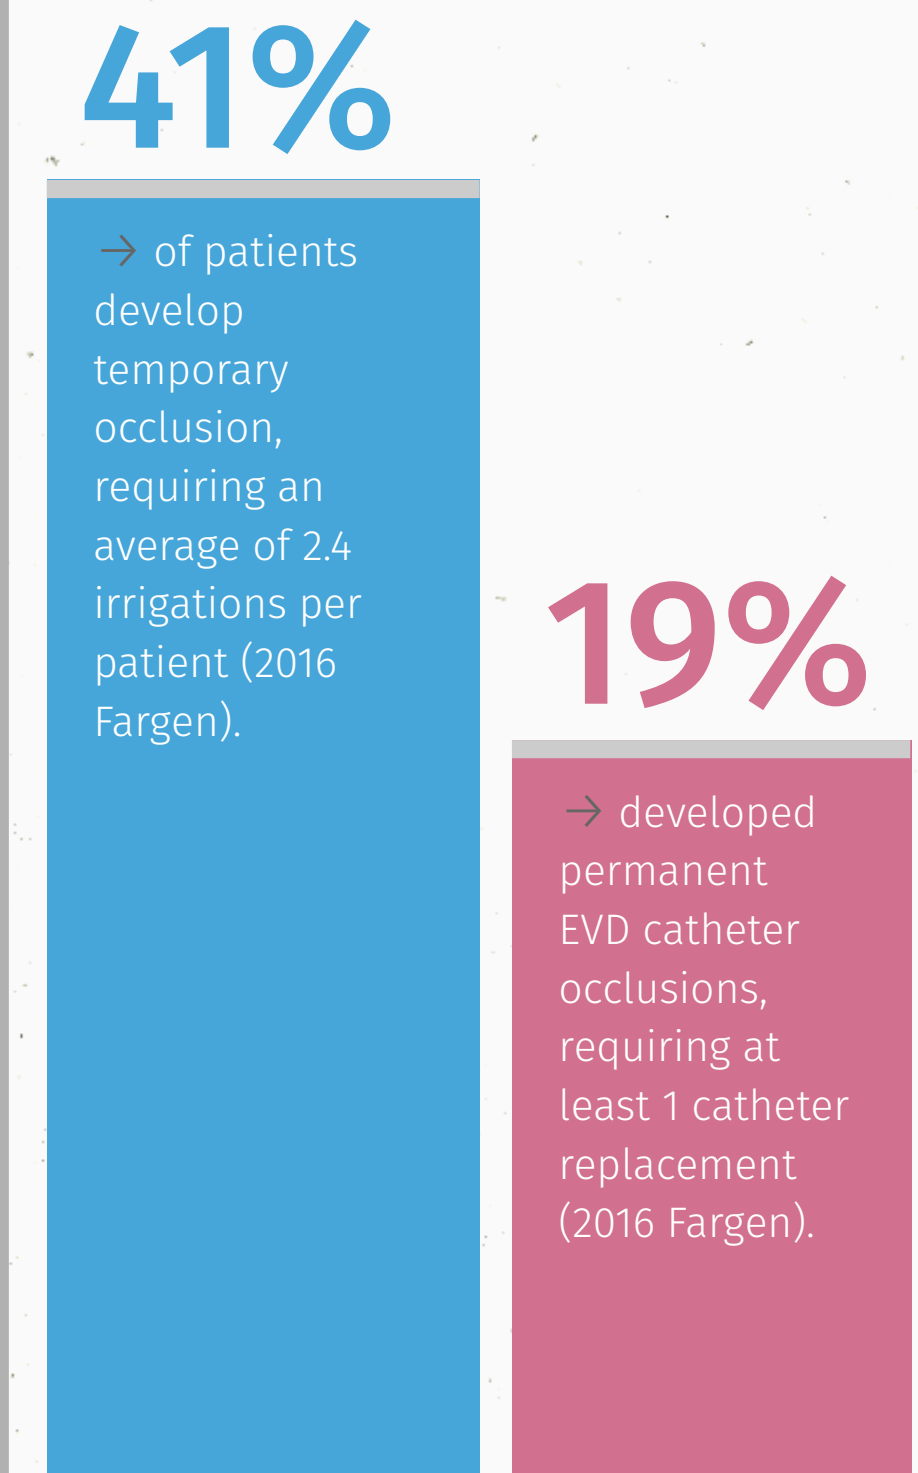 41%
→ of patients
develop
temporary
occlusion,
requiring an
average of 2.4
irrigations per
patient (2016
Fargen).
19%
→ developed
permanent
EVD catheter
occlusions,
requiring at
least 1 catheter
replacement
(2016 Fargen).